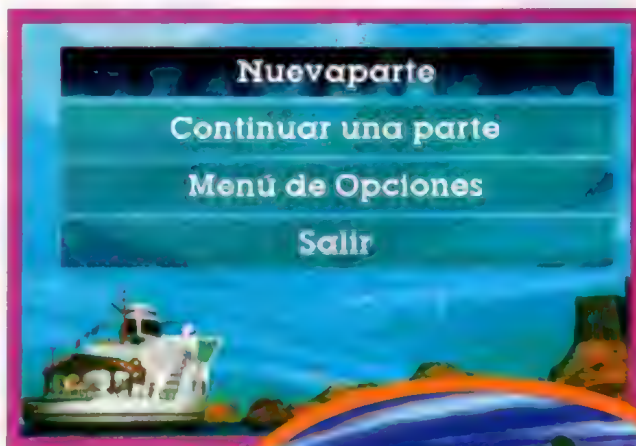 Nuevaparte
Continuar una parte
Menú de Opciones
Salir